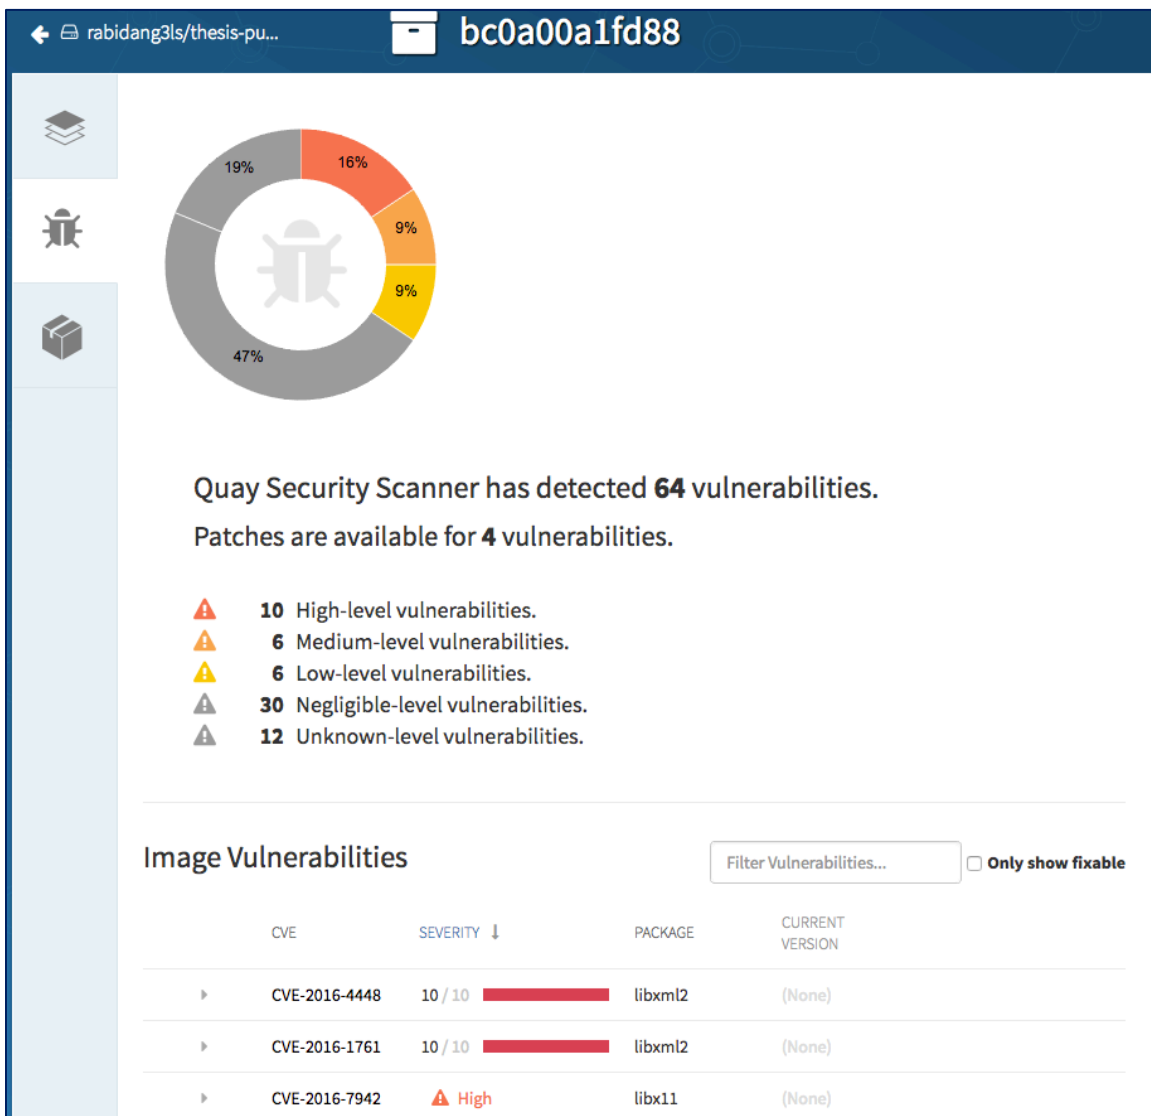 rabidang3ls/thesis-pu...
bc0a00a1fd88
19%
16%
9%
9%
47%
Quay Security Scanner has detected 64 vulnerabilities.
Patches are available for 4 vulnerabilities.
10 High-level vulnerabilities.
6 Medium-level vulnerabilities.
6 Low-level vulnerabilities.
30 Negligible-level vulnerabilities.
12 Unknown-level vulnerabilities.
Image Vulnerabilities
Filter Vulnerabilities...
Only show fixable
CVE SEVERITY PACKAGE CURRENT
VERSION
CVE-2016-4448 10 / 10 libxml2 (None)
CVE-2016-1761 10 / 10 libxml2 (None)
CVE-2016-7942 High libx11 (None)